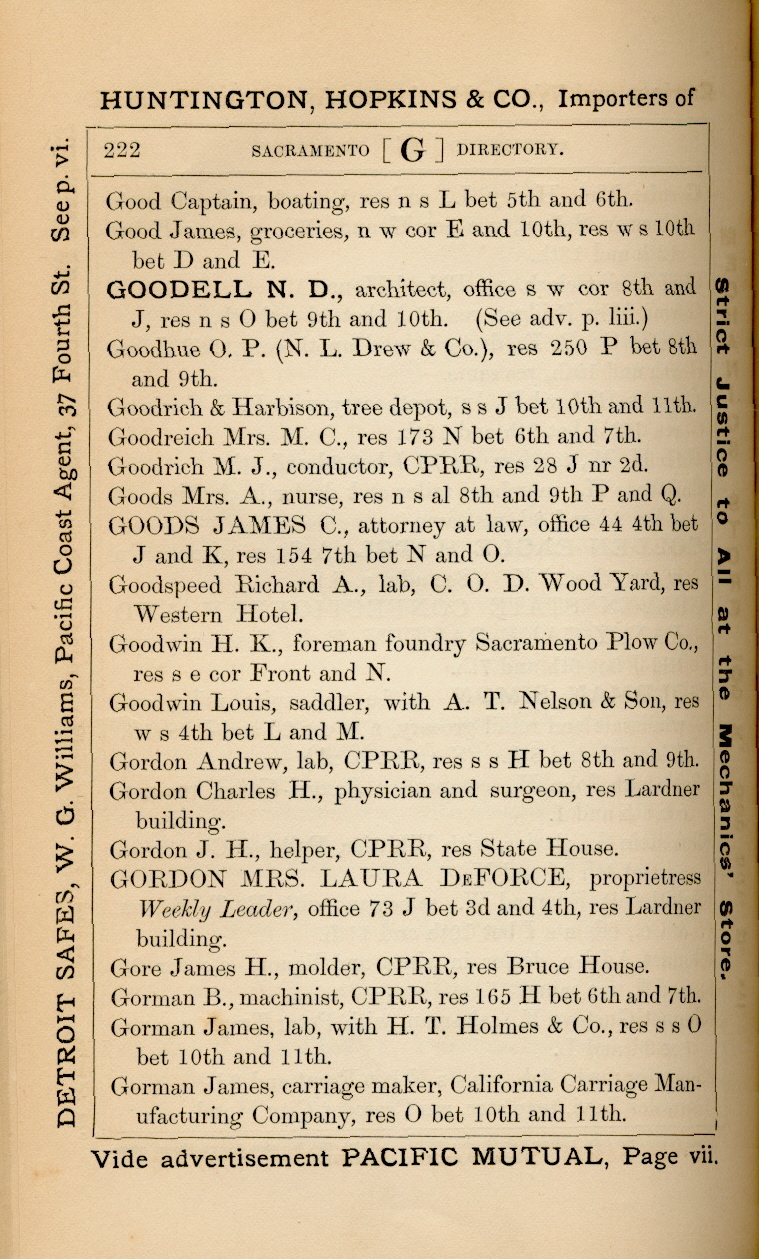 HUNTINGTON, HOPKINS & CO., Importers of
222 SACRAMENTO [ G ] DIRECTORY.
Good Captain, boating, res n s L bet 5th and 6th.
Good James, groceries, n w cor E and 10th, res w s 10th
bet D and E.
GOODELL N. D., architect, office s w cor 8th and
J, res n s O bet 9th and 10th. (See adv. p. liii.)
Goodhue O. P. (N. L. Drew & Co.), res 250 P bet 8th
and 9th.
Goodrich & Harbison, tree depot, s s J bet 10th and 11th.
Goodreich Mrs. M. C., res 173 N bet 6th and 7th.
Goodrich M. J., conductor, CPRR, res 28 J nr 2d.
Goods Mrs. A., nurse, res n s al 8th and 9th P and Q.
GOODS JAMES C., attorney at law, office 44 4th bet
J and K, res 154 7th bet N and O.
Goodspeed Richard A., lab, C. O. D. Wood Yard, res
Western Hotel.
Goodwin H. K., foreman foundry Sacramento Plow Co.,
res s e cor Front and N.
Goodwin Louis, saddler, with A. T. Nelson & Son, res
w s 4th bet L and M.
Gordon Andrew, lab, CPRR, res s s H bet 8th and 9th.
Gordon Charles H., physician and surgeon, res Lardner
building.
Gordon J. H., helper, CPRR, res State House.
GORDON MRS. LAURA DEFORCE, proprietress
Weekly Leader, office 73 J bet 3d and 4th, res Lardner
building.
Gore James H., molder, CPRR, res Bruce House.
Gorman B., machinist, CPRR, res 165 H bet 6th and 7th.
Gorman James, lab, with H. T. Holmes & Co., res s s O
bet 10th and 11th.
Gorman James, carriage maker, California Carriage Man-
ufacturing Company, res O bet 10th and 11th.
Vide advertisement PACIFIC MUTUAL, Page vii.
DETROIT SAFES, W. G. Williams, Pacific Coast Agent, 37 Fourth St. See p. vi.
Strict Justice to All at the Mechanics' Store.